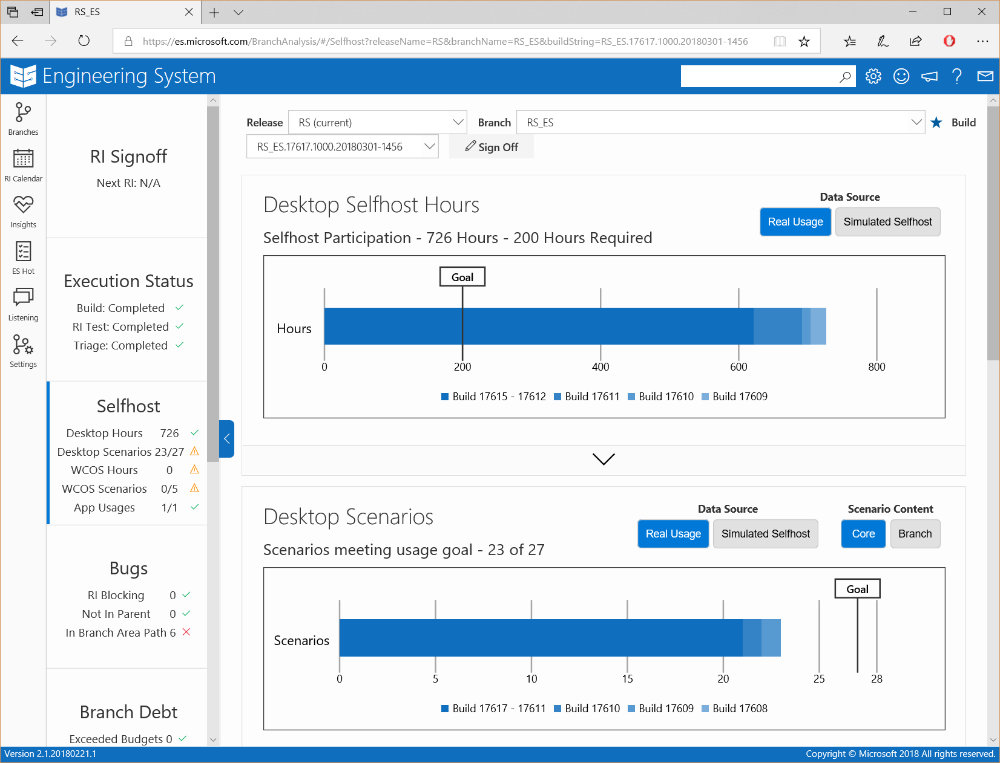 RS_ES
https://es.microsoft.com/BranchAnalysis/#/Selfhost?releaseName=RS&branchName=RS_ES&buildString=RS_ES.17617.1000.20180301-1456
Engineering System
Branches
RI Calendar
Insights
ES Hot
Listening
Settings
RI Signoff
Next RI: N/A
Execution Status
Build: Completed
RI Test: Completed
Triage: Completed
Selfhost
Desktop Hours 726
Desktop Scenarios 23/27
WCOS Hours 0
WCOS Scenarios 0/5
App Usages 1/1
Bugs
RI Blocking 0
Not In Parent 0
In Branch Area Path 6
Branch Debt
Exceeded Budgets 0
Release RS (current) Branch RS_ES Build
RS_ES.17617.1000.20180301-1456 Sign Off
Desktop Selfhost Hours
Data Source
Real Usage Simulated Selfhost
Selfhost Participation - 726 Hours - 200 Hours Required
Goal
Hours
0 200 400 600 800
Build 17615 - 17612 Build 17611 Build 17610 Build 17609
Desktop Scenarios
Data Source Scenario Content
Real Usage Simulated Selfhost Core Branch
Scenarios meeting usage goal - 23 of 27
Goal
Scenarios
0 5 10 15 20 25 28
Build 17617 - 17611 Build 17610 Build 17609 Build 17608
Version 2.1.20180221.1
Copyright © Microsoft 2018 All rights reserved.